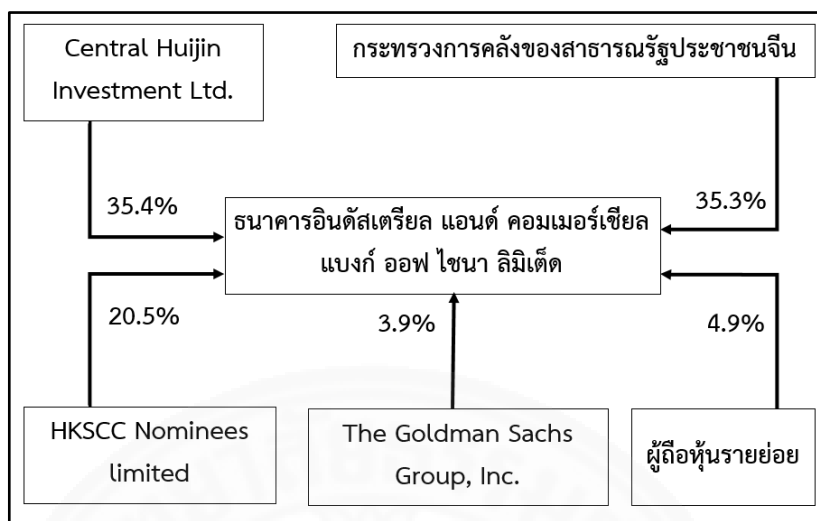 Central Huijin
Investment Ltd.
กระทรวงการคลังของสาธารณรัฐประชาชนจีน
35.4%
35.3%
ธนาคารอินดัสเตรียล แอนด์ คอมเมอร์เชียล
แบงก์ ออฟ ไชนา ลิมิเต็ด
20.5%
3.9%
4.9%
HKSCC Nominees
limited
The Goldman Sachs
Group, Inc.
ผู้ถือหุ้นรายย่อย